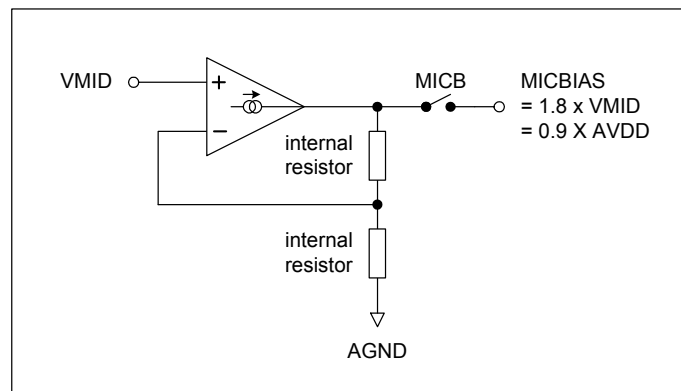 VMID
+
−
MICB
MICBIAS
= 1.8 x VMID
= 0.9 X AVDD
internal
resistor
internal
resistor
AGND